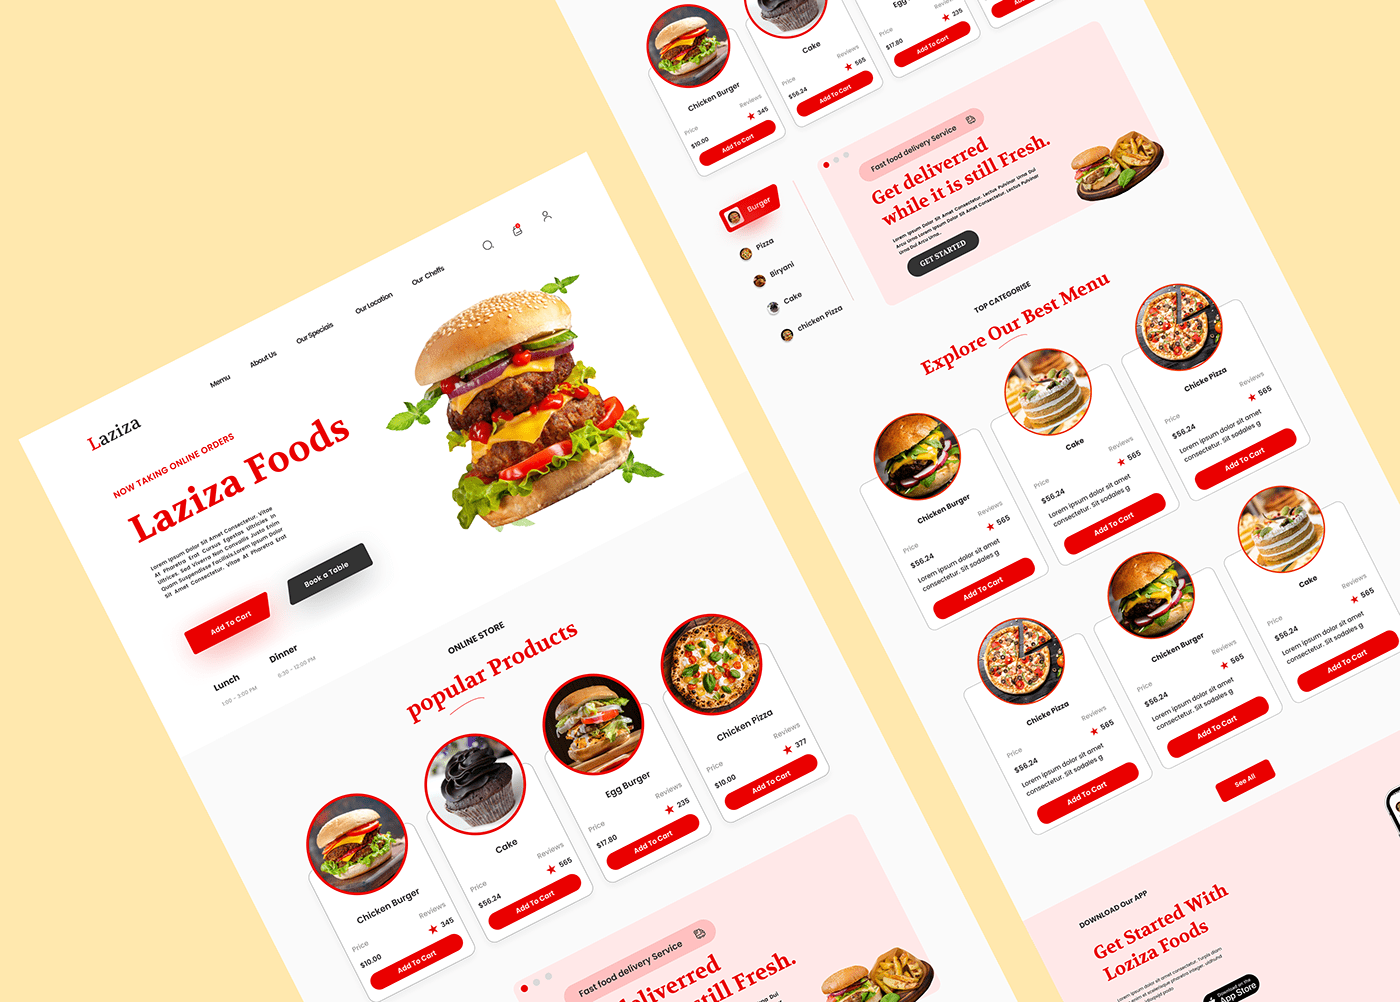 Laziza
Menu
About Us
Our Specials
Our Location
Our Cheffs
NOW TAKING ONLINE ORDERS
Laziza Foods
Lorem Ipsum Dolor Sit Amet Consectetur. Vitae
At Pharetra Erat Cursus Egestas Ultricies In
Ultrices. Sed Viverra Non Convallis Justo Enim
Quam Suspendisse Facilisis.Lorem Ipsum Dolor
Sit Amet Consectetur. Vitae At Pharetra Erat
Add To Cart
Book a Table
Lunch
1:00 - 3:00 PM
Dinner
6:30 - 12:00 PM
ONLINE STORE
popular Products
Chicken Burger
Price
Reviews
$10.00
345
Add To Cart
Cake
Price
Reviews
$56.24
565
Add To Cart
Egg Burger
Price
Reviews
$17.80
235
Add To Cart
Chicken Pizza
Price
Reviews
$10.00
377
Add To Cart
Fast food delivery Service
deliverred
still Fresh.
Chicken Burger
Price
Reviews
$10.00
345
Add To Cart
Cake
Price
Reviews
$56.24
565
Add To Cart
Egg
Price
$17.80
235
Add To Cart
Add To Cart
Burger
Pizza
Biryani
Cake
chicken Pizza
Fast food delivery Service
Get deliverred
while it is still Fresh.
Lorem Ipsum Dolor Sit Amet Consectetur. Lectus Pulvinar Urna Dui
Arcu Urna Lorem Ipsum Dolor Sit Amet Consectetur. Lectus Pulvinar
Urna Dui Arcu Urna..
GET STARTED
TOP CATEGORISE
Explore Our Best Menu
Chicken Burger
Price
Reviews
$56.24
565
Lorem ipsum dolor sit amet
consectetur. Sit sodales g
Add To Cart
Cake
Price
Reviews
$56.24
565
Lorem ipsum dolor sit amet
consectetur. Sit sodales g
Add To Cart
Chicke Pizza
Price
Reviews
$56.24
565
Lorem ipsum dolor sit amet
consectetur. Sit sodales g
Add To Cart
Chicke Pizza
Price
Reviews
$56.24
565
Lorem ipsum dolor sit amet
consectetur. Sit sodales g
Add To Cart
Chicken Burger
Price
Reviews
$56.24
565
Lorem ipsum dolor sit amet
consectetur. Sit sodales g
Add To Cart
Cake
Price
Reviews
$56.24
565
Lorem ipsum dolor sit amet
consectetur. Sit sodales g
Add To Cart
See All
DOWNLOAD Our APP
Get Started With
Loziza Foods
Lorem ipsum dolor sit amet consectetur. Turpis diam
Download on the
App Store